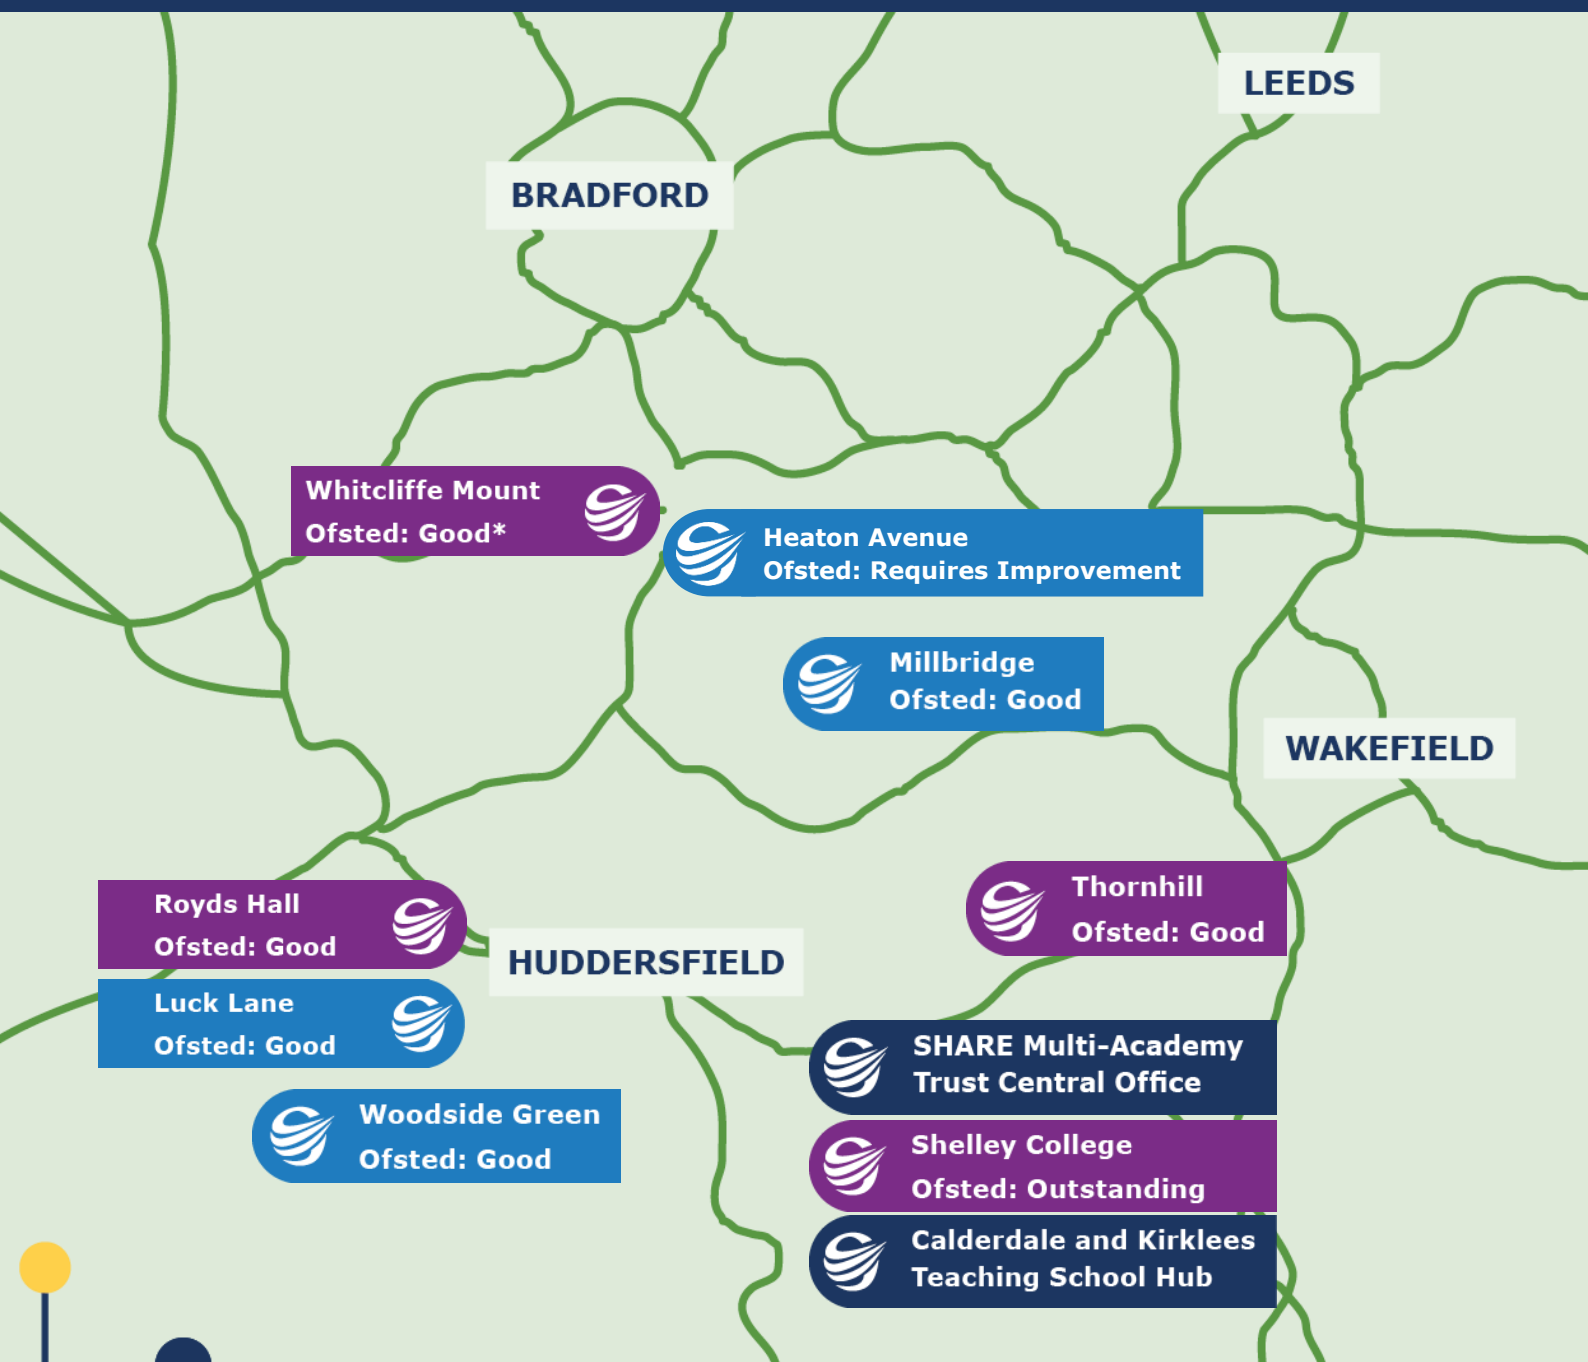 LEEDS
BRADFORD
Whitcliffe Mount
Ofsted: Good*
Heaton Avenue
Ofsted: Requires Improvement
Millbridge
Ofsted: Good
WAKEFIELD
Thornhill
Ofsted: Good
Royds Hall
Ofsted: Good
HUDDERSFIELD
Luck Lane
Ofsted: Good
SHARE Multi-Academy
Trust Central Office
Woodside Green
Ofsted: Good
Shelley College
Ofsted: Outstanding
Calderdale and Kirklees
Teaching School Hub